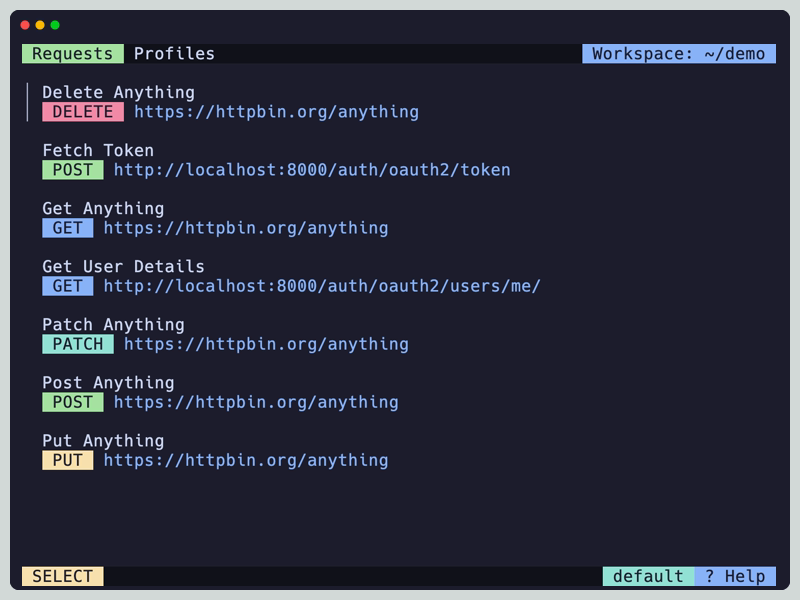 Requests Profiles Workspace: ~/demo
Delete Anything
DELETE https://httpbin.org/anything
Fetch Token
POST http://localhost:8000/auth/oauth2/token
Get Anything
GET https://httpbin.org/anything
Get User Details
GET http://localhost:8000/auth/oauth2/users/me/
Patch Anything
PATCH https://httpbin.org/anything
Post Anything
POST https://httpbin.org/anything
Put Anything
PUT https://httpbin.org/anything
SELECT default ? Help